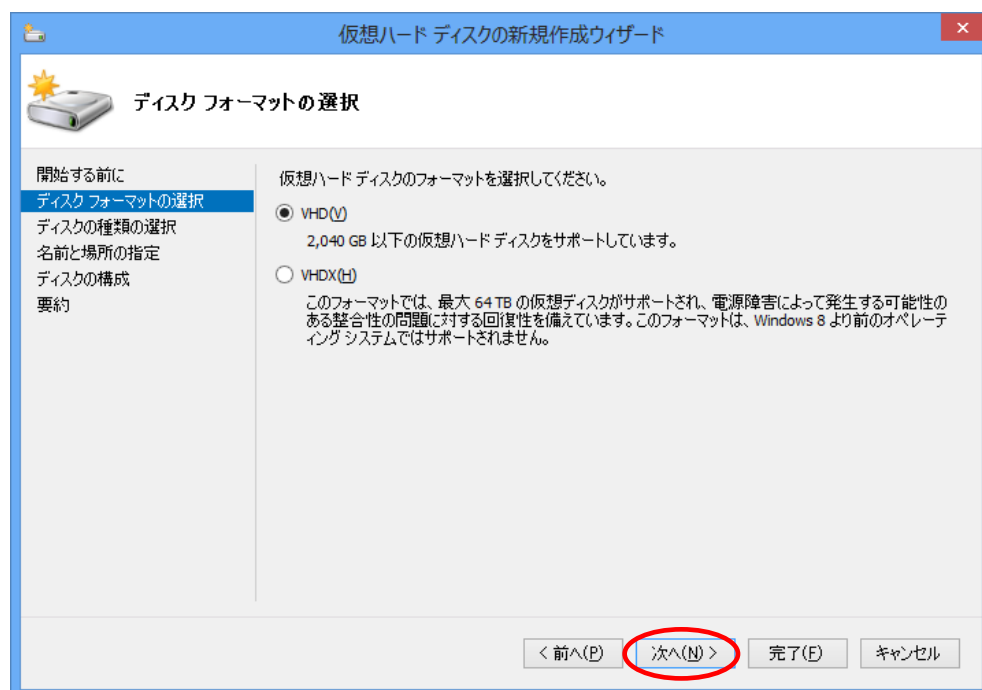 仮想ハード ディスクの新規作成ウィザード
ディスク フォーマットの選択
開始する前に
ディスク フォーマットの選択
ディスクの種類の選択
名前と場所の指定
ディスクの構成
要約
仮想ハード ディスクのフォーマットを選択してください。
VHD(V)
2,040 GB 以下の仮想ハード ディスクをサポートしています。
VHDX(H)
このフォーマットでは、最大 64 TB の仮想ディスクがサポートされ、電源障害によって発生する可能性の
ある整合性の問題に対する回復性を備えています。このフォーマットは、Windows 8 より前のオペレーテ
ィング システムではサポートされません。
< 前へ(P)
次へ(N) >
完了(F)
キャンセル